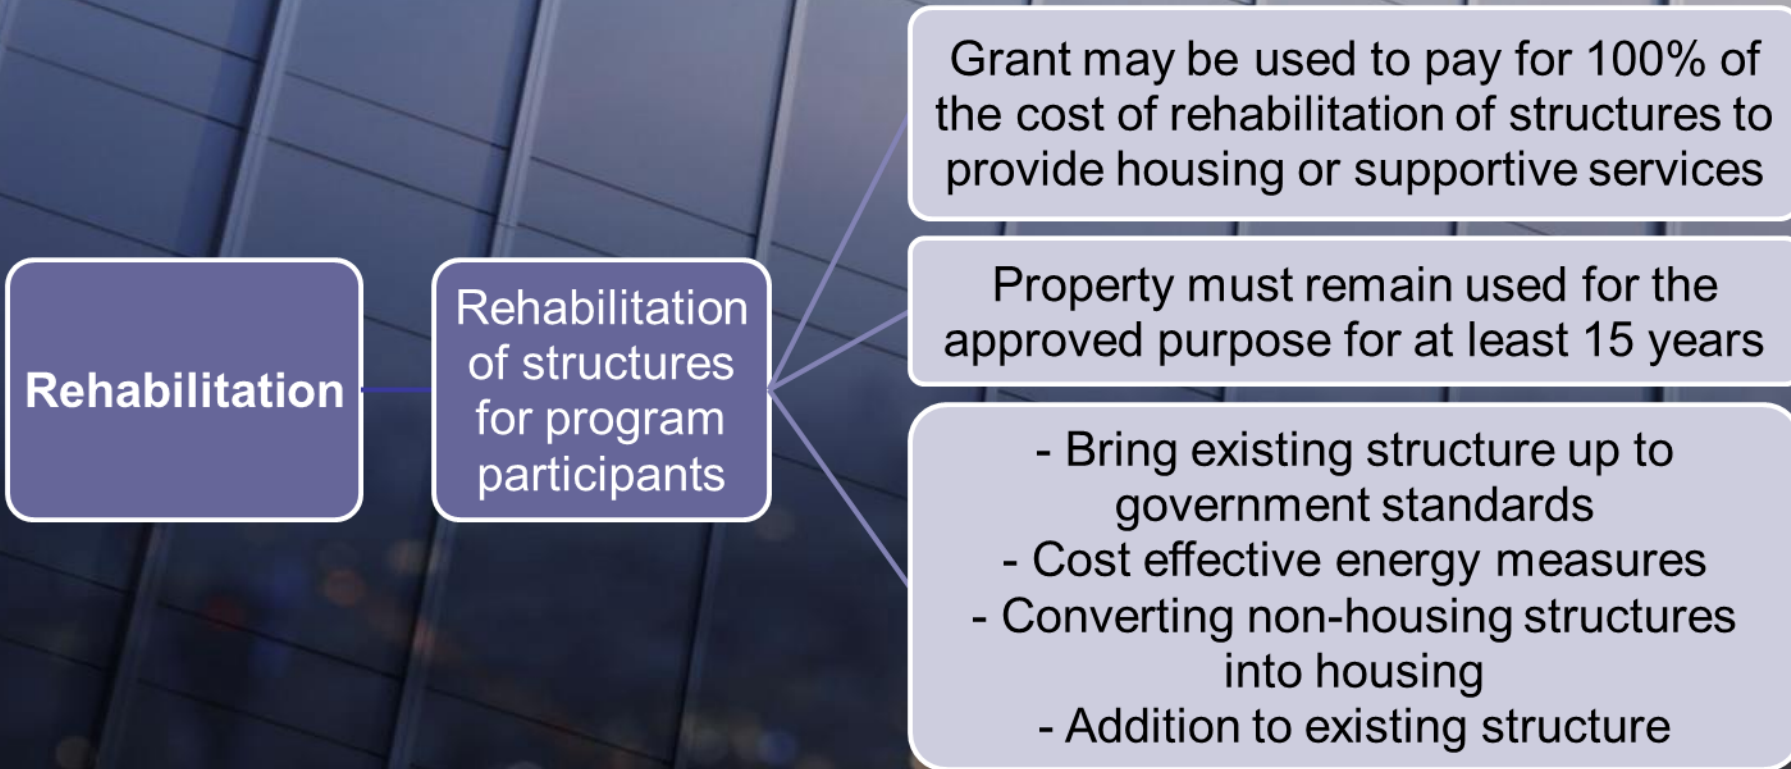 Rehabilitation
Rehabilitation
of structures
for program
participants
Grant may be used to pay for 100% of
the cost of rehabilitation of structures to
provide housing or supportive services
Property must remain used for the
approved purpose for at least 15 years
- Bring existing structure up to
government standards
- Cost effective energy measures
- Converting non-housing structures
into housing
- Addition to existing structure